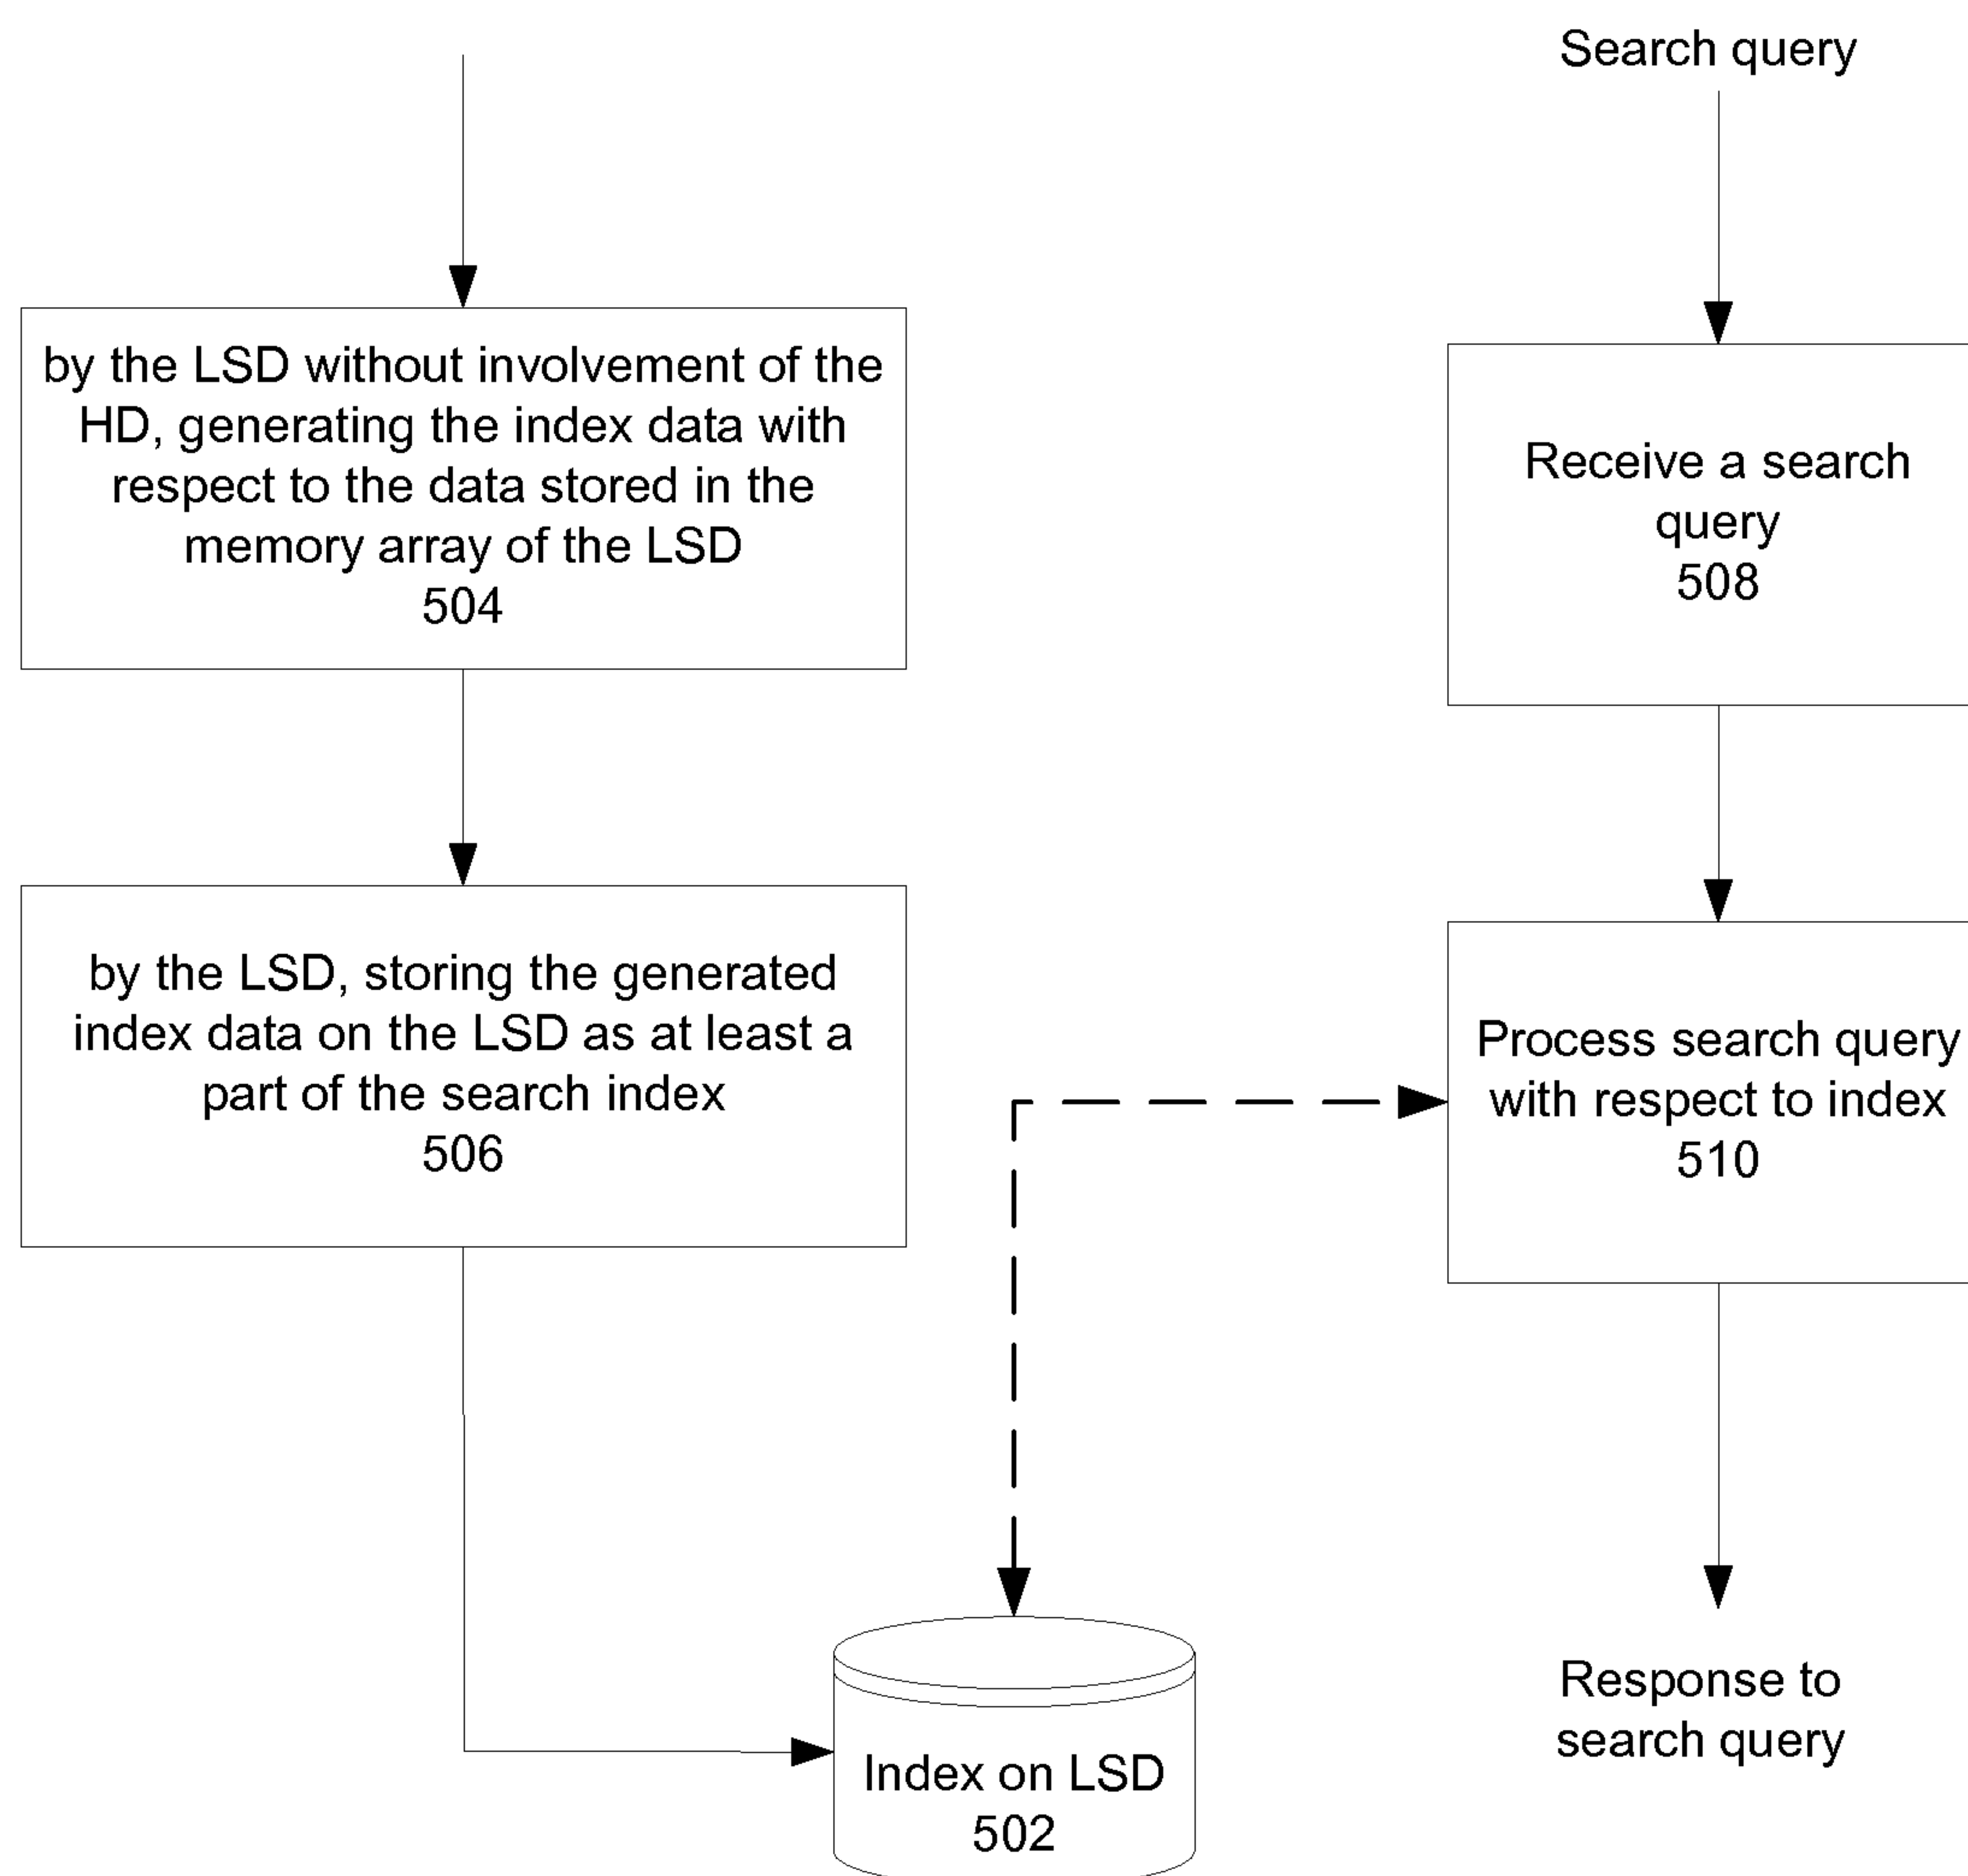 Search query
by the LSD without involvement of the
HD, generating the index data with
respect to the data stored in the
memory array of the LSD
504
Receive a search
query
508
by the LSD, storing the generated
index data on the LSD as at least a
part of the search index
506
Process search query
with respect to index
510
Response to
search query
Index on LSD
502